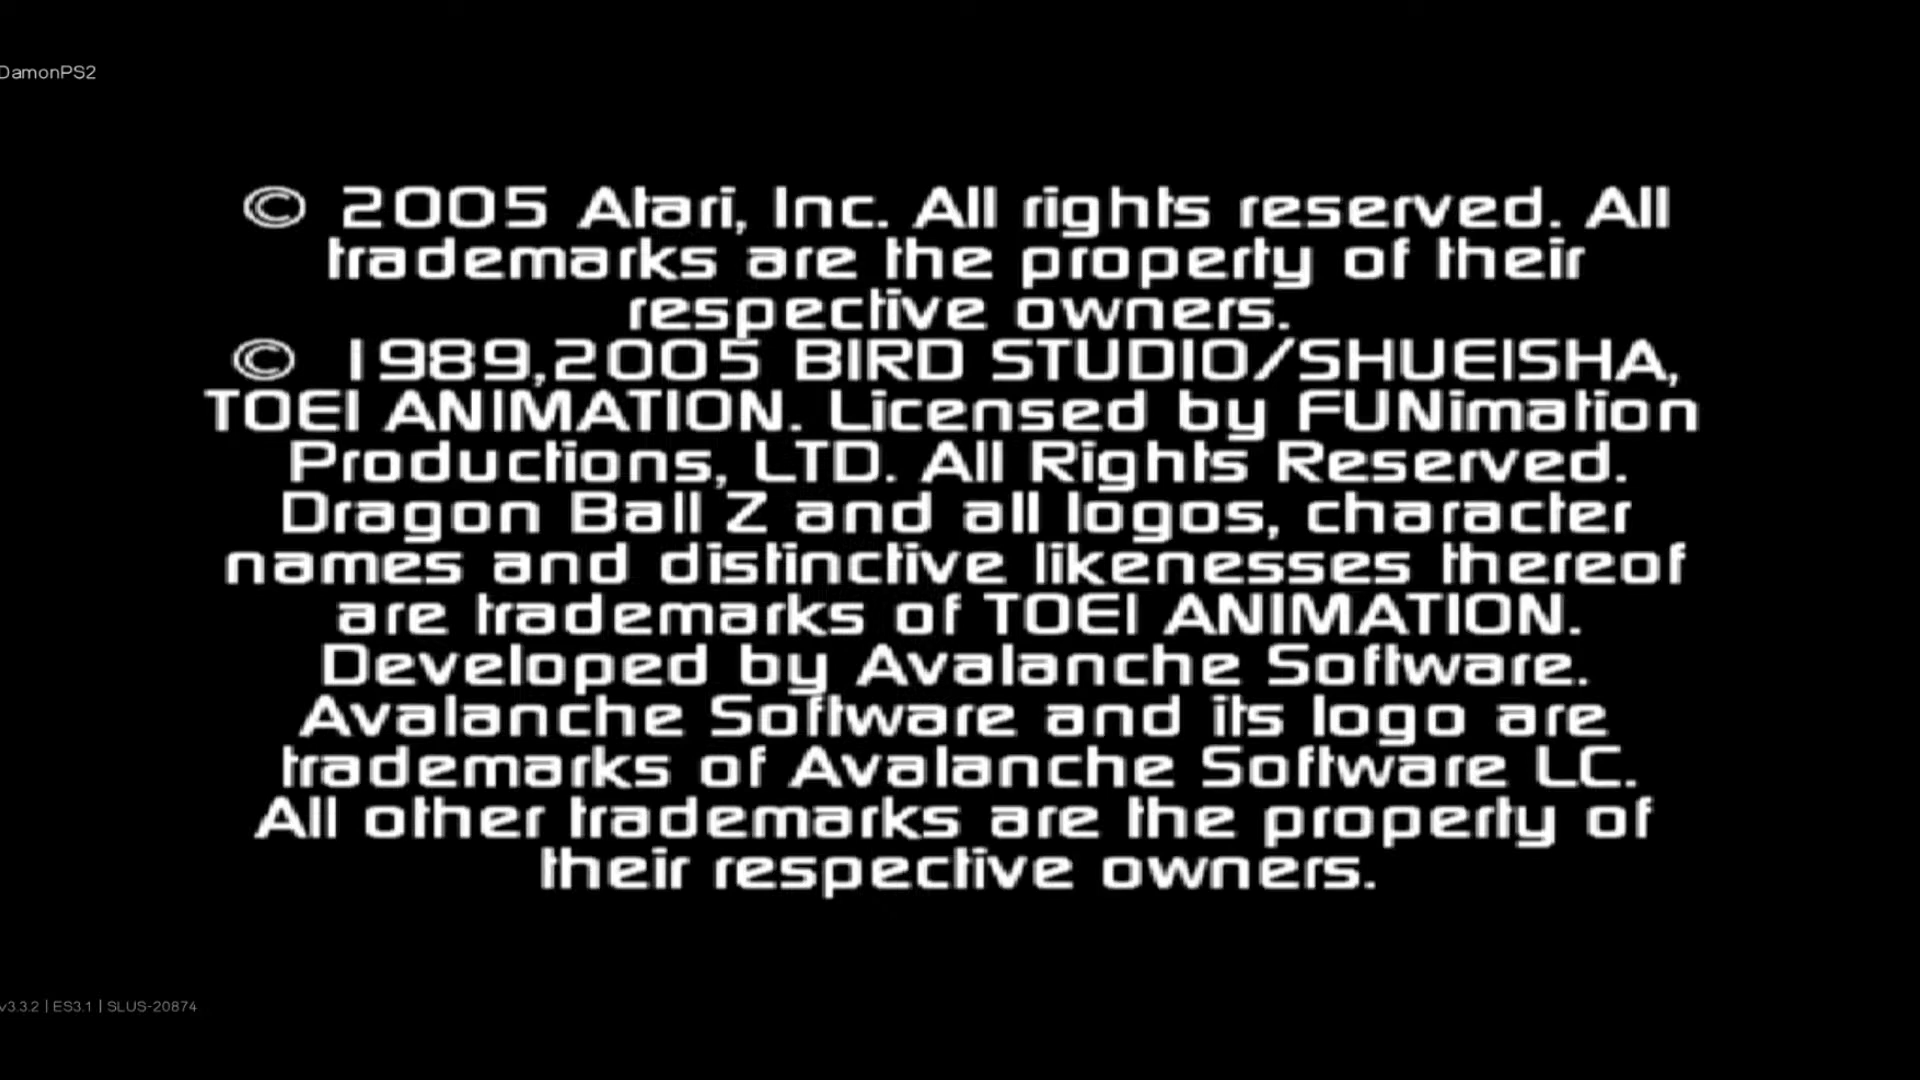 DamonPS2
© 2005 Atari, Inc. All rights reserved. All
trademarks are the property of their
respective owners.
© 1989,2005 BIRD STUDIO/SHUEISHA,
TOEI ANIMATION. Licensed by FUNimation
Productions, LTD. All Rights Reserved.
Dragon Ball Z and all logos, character
names and distinctive likenesses thereof
are trademarks of TOEI ANIMATION.
Developed by Avalanche Software.
Avalanche Software and its logo are
trademarks of Avalanche Software LC.
All other trademarks are the property of
their respective owners.
v3.3.2 | ES3.1 | SLUS-20874